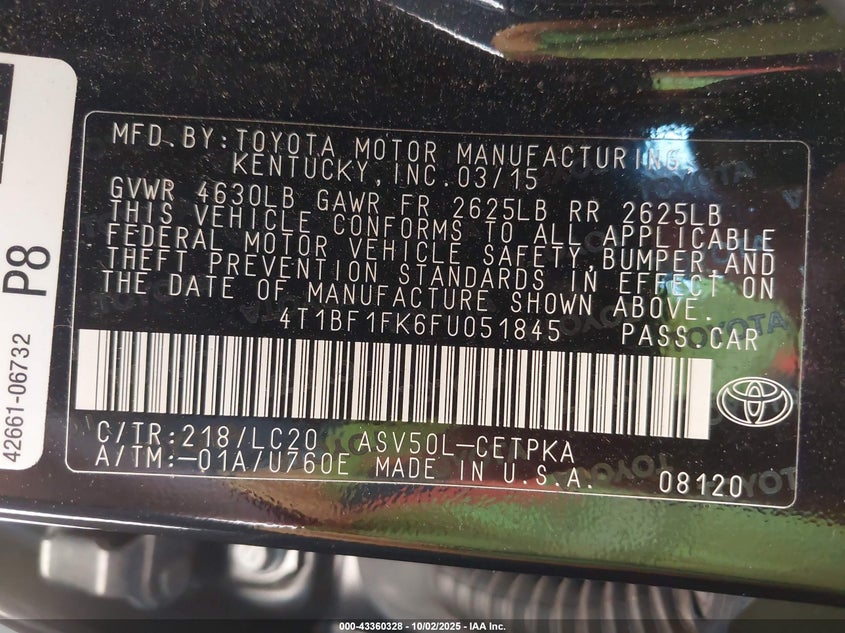 MFD.BY:TOYOTA MOTOR MANUFACTURING
KENTUCKY,INC.03/15
GVWR 4630LB GAWR FR 2625LB RR 2625LB
THIS VEHICLE CONFORMS TO ALL APPLICABLE
FEDERAL MOTOR VEHICLE SAFETY,BUMPER AND
THEFT PREVENTION STANDARDS IN EFFECT ON
THE DATE OF MANUFACTURE SHOWN ABOVE.
4T1BF1FK6FU051845 PASS.CAR
C/TR:218/LC20 ASV50L-CETPKA
A/TM:-01A/U760E MADE IN U.S.A. 08120
P8
42661-06732
TOYOTA
000-43360328 - 10/02/2025 - IAA Inc.